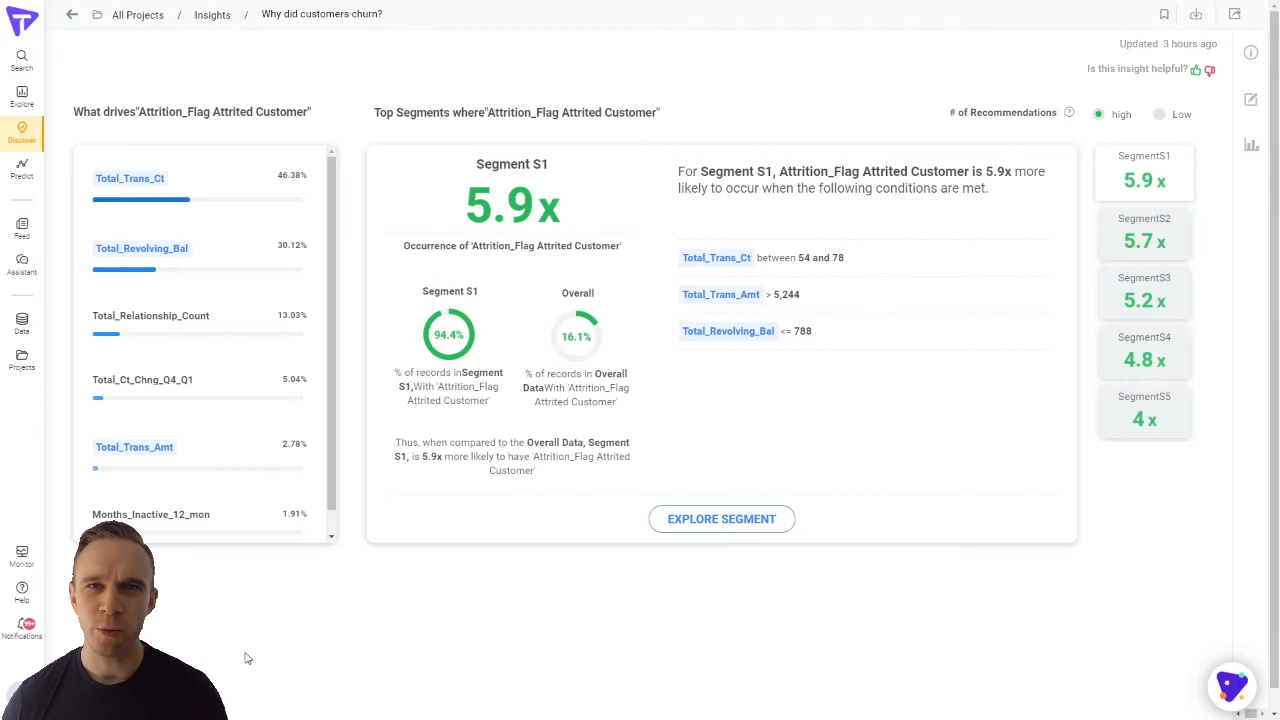 All Projects / Insights / Why did customers churn?
Updated 3 hours ago
Is this insight helpful?
Search
Explore
Discover
Predict
Feed
Assistant
Data
Projects
Monitor
Help
99+
Notifications
What drives"Attrition_Flag Attrited Customer"
Total_Trans_Ct 46.38%
Total_Revolving_Bal 30.12%
Total_Relationship_Count 13.03%
Total_Ct_Chng_Q4_Q1 5.04%
Total_Trans_Amt 2.78%
Months_Inactive_12_mon 1.91%
Top Segments where"Attrition_Flag Attrited Customer"
# of Recommendations ? high Low
Segment S1
5.9x
Occurrence of 'Attrition_Flag Attrited Customer'
Segment S1
94.4%
% of records inSegment
S1,With 'Attrition_Flag
Attrited Customer'
Overall
16.1%
% of records in Overall
DataWith 'Attrition_Flag
Attrited Customer'
Thus, when compared to the Overall Data, Segment
S1, is 5.9x more likely to have 'Attrition_Flag Attrited
Customer'
For Segment S1, Attrition_Flag Attrited Customer is 5.9x more
likely to occur when the following conditions are met.
Total_Trans_Ct between 54 and 78
Total_Trans_Amt > 5,244
Total_Revolving_Bal <= 788
EXPLORE SEGMENT
SegmentS1
5.9 x
SegmentS2
5.7 x
SegmentS3
5.2 x
SegmentS4
4.8 x
SegmentS5
4 x